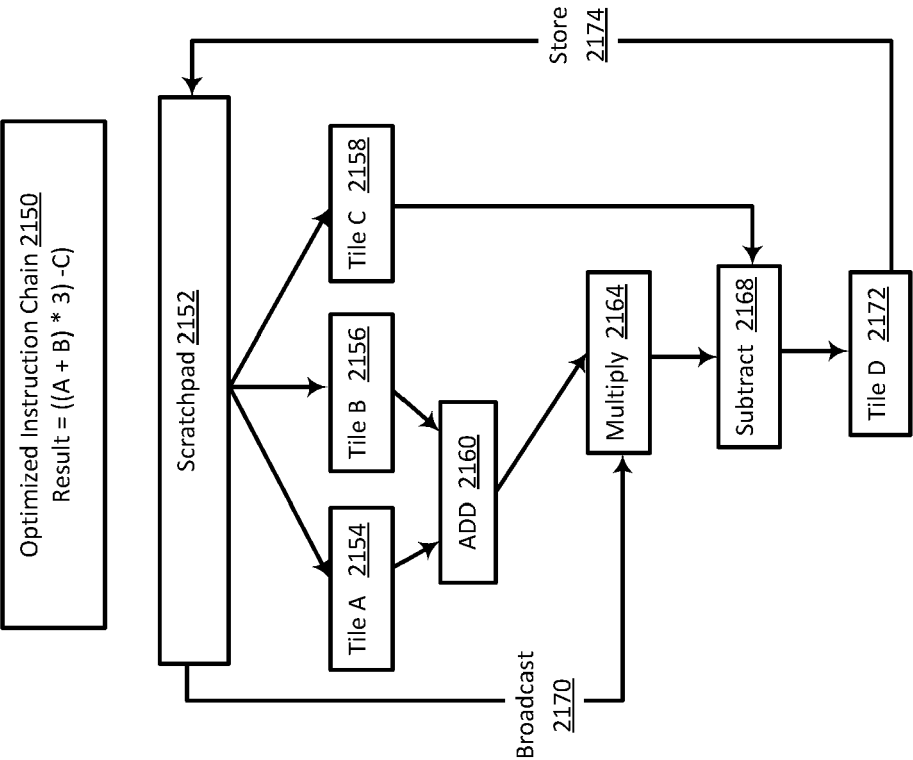 Optimized Instruction Chain 2150
Result = ((A + B) * 3) -C)
Scratchpad 2152
Tile A 2154
Tile B 2156
Tile C 2158
ADD 2160
Broadcast
2170
Multiply 2164
Subtract 2168
Tile D 2172
Store
2174